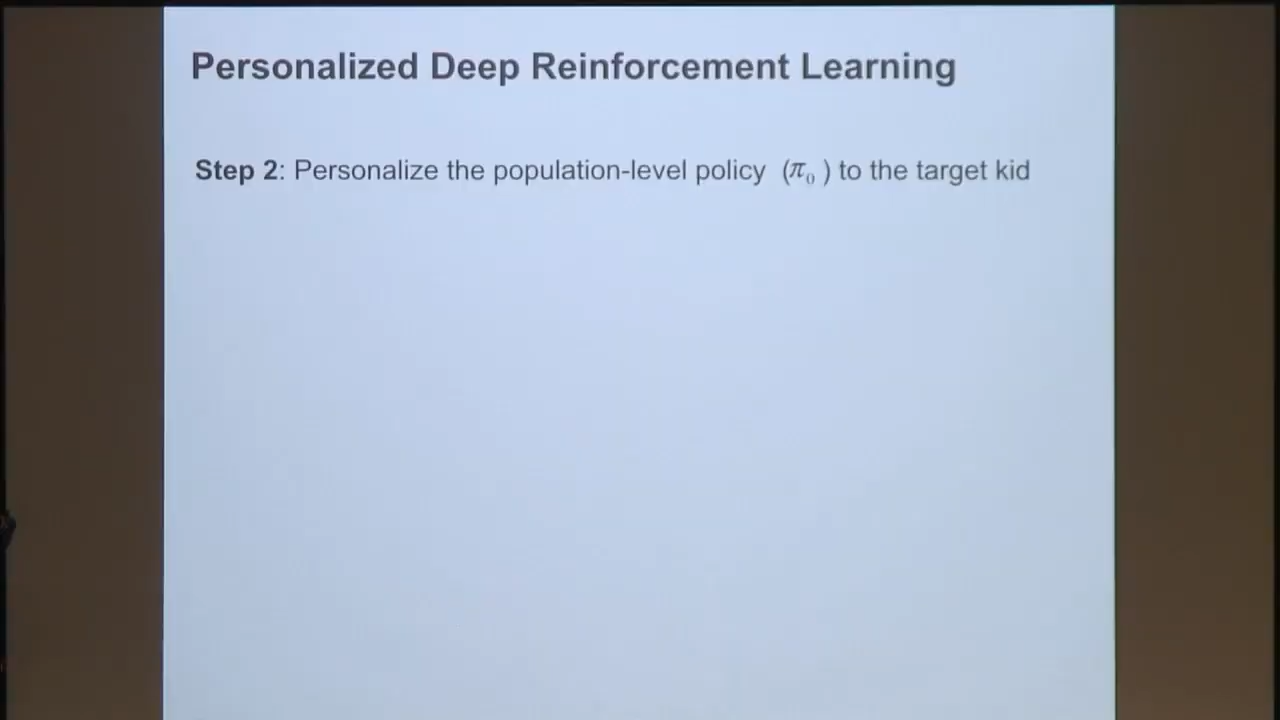 Personalized Deep Reinforcement Learning
Step 2: Personalize the population-level policy (π₀ ) to the target kid